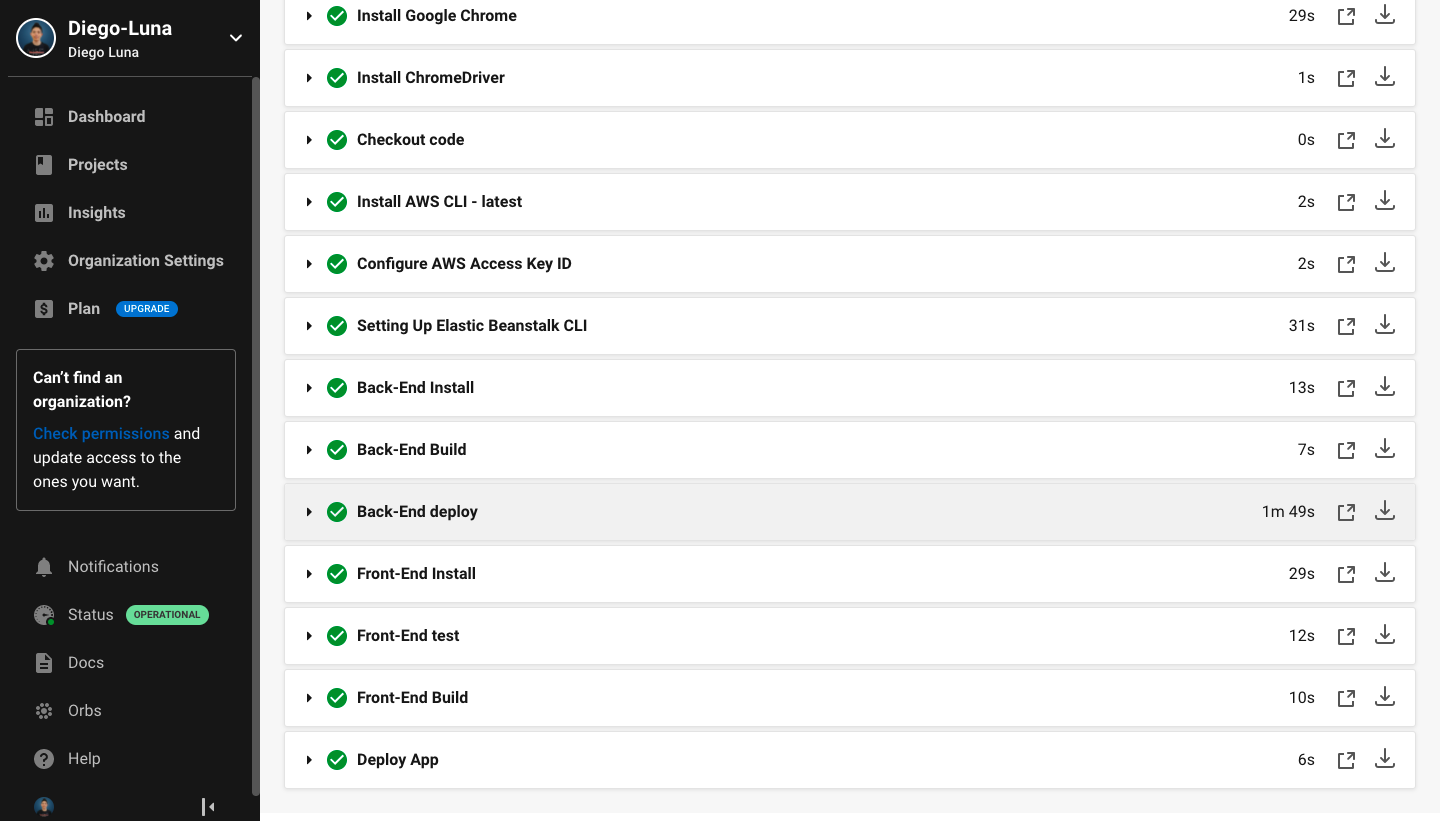 Diego-Luna
Diego Luna
Dashboard
Projects
Insights
Organization Settings
Plan UPGRADE
Can’t find an
organization?
Check permissions and
update access to the
ones you want.
Notifications
Status OPERATIONAL
Docs
Orbs
Help
Install Google Chrome 29s
Install ChromeDriver 1s
Checkout code 0s
Install AWS CLI - latest 2s
Configure AWS Access Key ID 2s
Setting Up Elastic Beanstalk CLI 31s
Back-End Install 13s
Back-End Build 7s
Back-End deploy 1m 49s
Front-End Install 29s
Front-End test 12s
Front-End Build 10s
Deploy App 6s